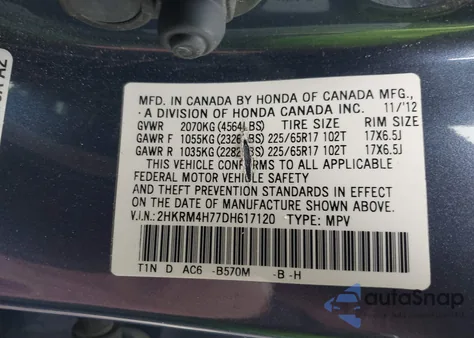 MFD. IN CANADA BY HONDA OF CANADA MFG.,
- A DIVISION OF HONDA CANADA INC. 11/'12
GVWR 2070KG(4564LBS) TIRE SIZE RIM SIZE
GAWR F 1055KG(2326LBS) 225/65R17 102T 17X6.5J
GAWR R 1035KG(2282LBS) 225/65R17 102T 17X6.5J
THIS VEHICLE CONFORMS TO ALL APPLICABLE
FEDERAL MOTOR VEHICLE SAFETY
AND THEFT PREVENTION STANDARDS IN EFFECT
ON THE DATE OF MANUFACTURE SHOWN ABOVE.
V.I.N:2HKRM4H77DH617120 TYPE: MPV
T1N D AC6 -B570M -B -H
autoSnap